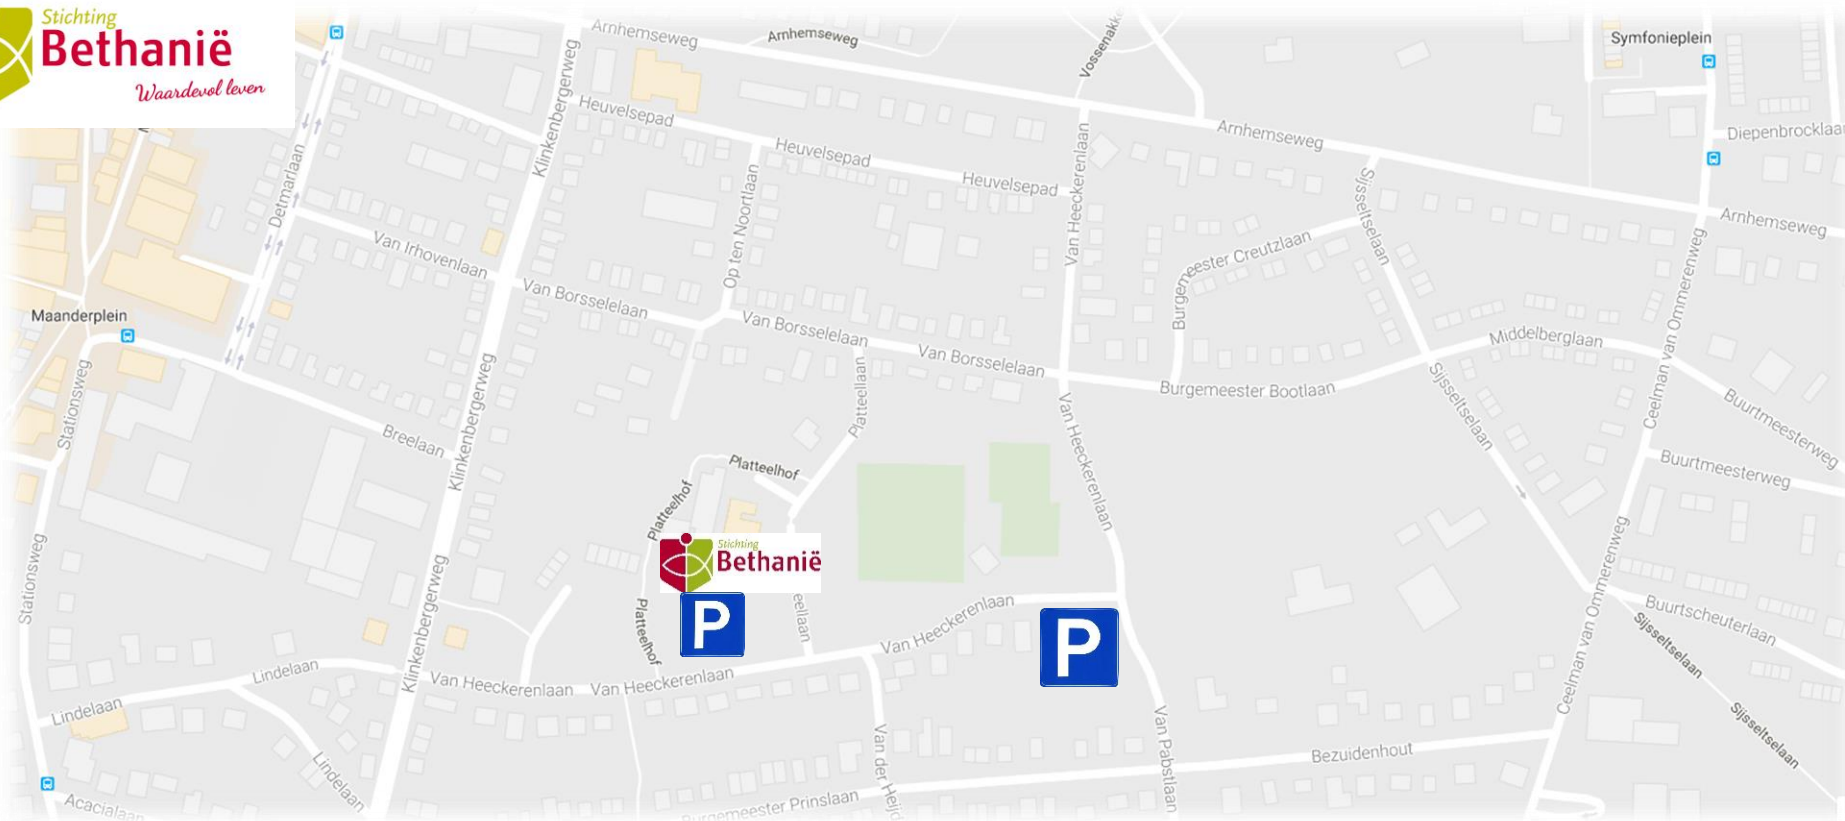 Stichting
Bethanië
Waardevol leven
Arnhemseweg
Arnhemseweg
Vossenakke
Symfonieplein
Klinkenbergerweg
Heuvelsepad
Heuvelsepad
Heuvelsepad
Van Heeckerenlaan
Arnhemseweg
Diepenbrocklaan
Detmarlaan
Op ten Noortlaan
Sijsseltselaan
Arnhemseweg
Van Irhovenlaan
Van Borsselelaan
Burgemeester Creutzlaan
Maanderplein
Van Borsselelaan
Van Borsselelaan
Middelberglaan
Ceelman van Ommerenweg
Stationsweg
Klinkenbergerweg
Platteellaan
Burgemeester Bootlaan
Sijsseltselaan
Buurtmeesterweg
Breelaan
Van Heeckerenlaan
Buurtmeesterweg
Platteelhof
Platteelhof
Stichting
Bethanië
Stationsweg
Klinkenbergerweg
Platteelhof
eellaan
P
P
Van Heeckerenlaan
Ceelman van Ommerenweg
Buurtscheuterlaan
Sijsseltselaan
Lindelaan
Van Heeckerenlaan
Van Heeckerenlaan
Lindelaan
Lindelaan
Van der Heijd
Van Pabstlaan
Bezuidenhout
Sijsseltselaan
Acacialaan
Burgemeester Prinslaan